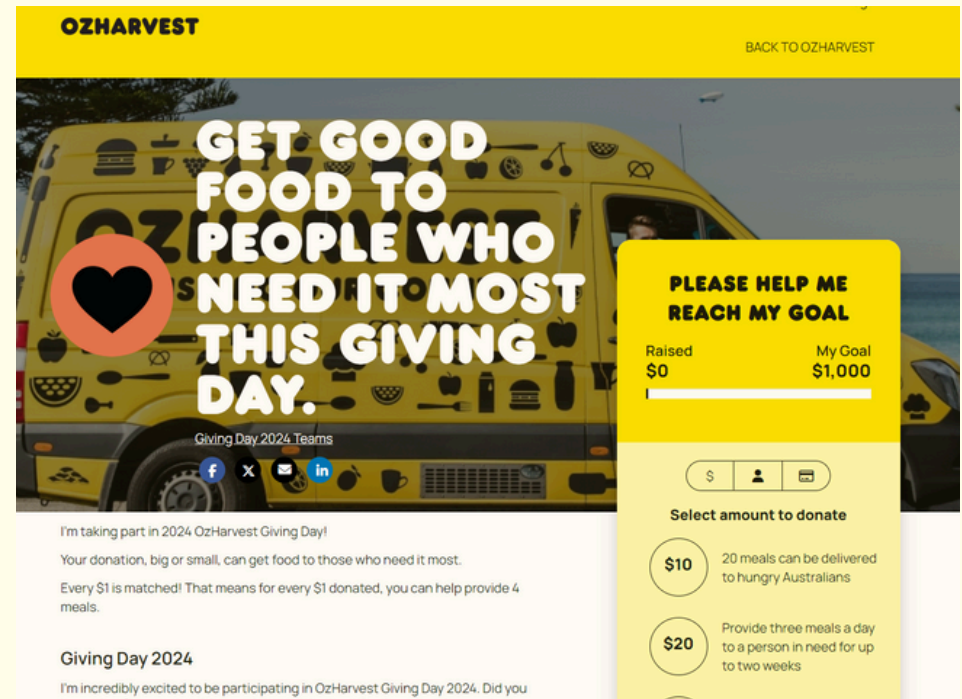 OZHARVEST
BACK TO OZHARVEST
GET GOOD
FOOD TO
PEOPLE WHO
NEED IT MOST
THIS GIVING
DAY.
Giving Day 2024 Teams
OZHARVEST
PLEASE HELP ME
REACH MY GOAL
Raised
My Goal
$0
$1,000
$
Select amount to donate
$10
20 meals can be delivered
to hungry Australians
$20
Provide three meals a day
to a person in need for up
to two weeks
I'm taking part in 2024 OzHarvest Giving Day!
Your donation, big or small, can get food to those who need it most.
Every $1 is matched! That means for every $1 donated, you can help provide 4
meals.
Giving Day 2024
I'm incredibly excited to be participating in OzHarvest Giving Day 2024. Did you